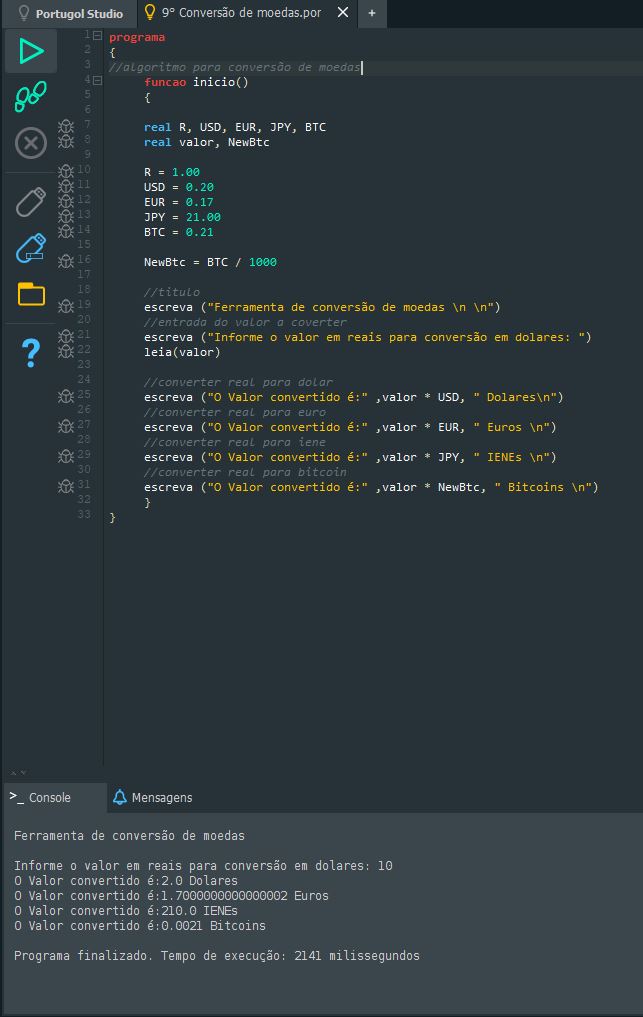 Portugol Studio
9º Conversão de moedas.por
+
1 programa
2 {
3 //algoritmo para conversão de moedas
4 funcao inicio()
5 {
6
7 real R, USD, EUR, JPY, BTC
8 real valor, NewBtc
9
10 R = 1.00
11 USD = 0.20
12 EUR = 0.17
13 JPY = 21.00
14 BTC = 0.21
15
16 NewBtc = BTC / 1000
17
18 //titulo
19 escreva ("Ferramenta de conversão de moedas \n \n")
20 //entrada do valor a coverter
21 escreva ("Informe o valor em reais para conversão em dolares: ")
22 leia(valor)
23
24 //converter real para dolar
25 escreva ("O Valor convertido é:" ,valor * USD, " Dolares\n")
26 //converter real para euro
27 escreva ("O Valor convertido é:" ,valor * EUR, " Euros \n")
28 //converter real para iene
29 escreva ("O Valor convertido é:" ,valor * JPY, " IENEs \n")
30 //converter real para bitcoin
31 escreva ("O Valor convertido é:" ,valor * NewBtc, " Bitcoins \n")
32 }
33 }
>_ Console
Mensagens
Ferramenta de conversão de moedas
Informe o valor em reais para conversão em dolares: 10
O Valor convertido é:2.0 Dolares
O Valor convertido é:1.7000000000000002 Euros
O Valor convertido é:210.0 IENEs
O Valor convertido é:0.0021 Bitcoins
Programa finalizado. Tempo de execução: 2141 milissegundos